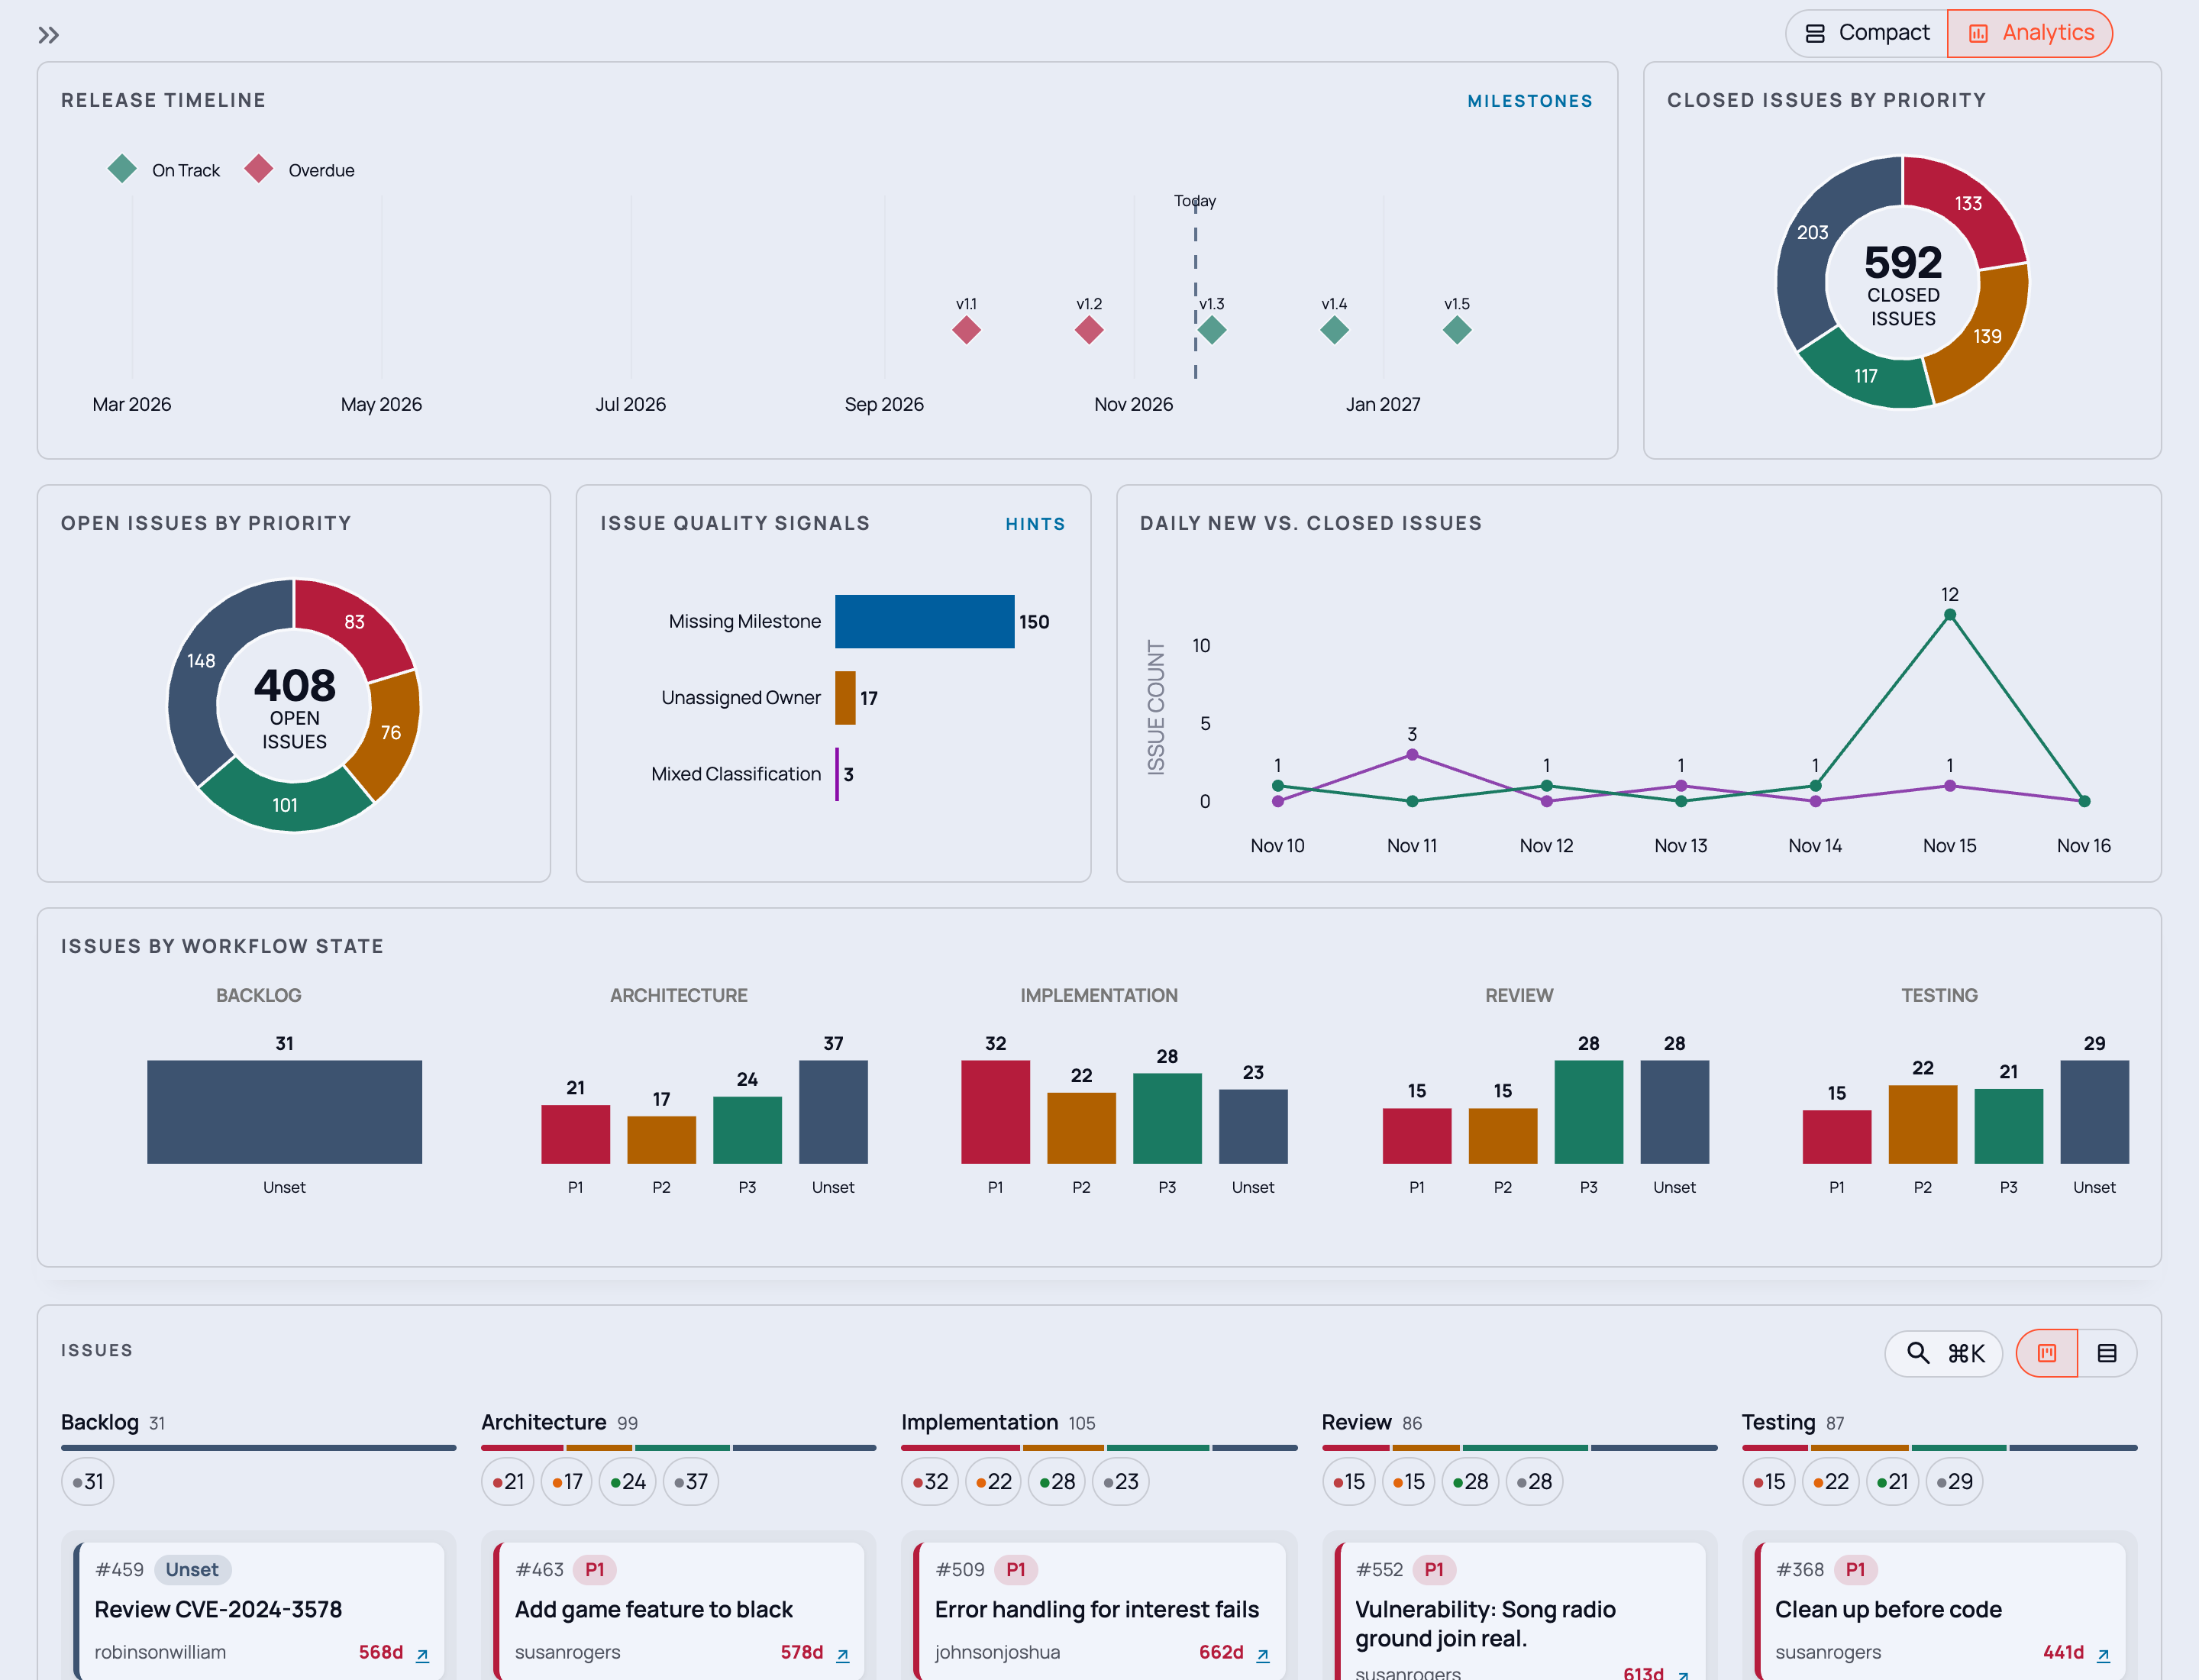 Compact
Analytics
RELEASE TIMELINE
MILESTONES
On Track
Overdue
Today
v1.1
v1.2
v1.3
v1.4
v1.5
Mar 2026
May 2026
Jul 2026
Sep 2026
Nov 2026
Jan 2027
CLOSED ISSUES BY PRIORITY
133
203
139
117
592
CLOSED
ISSUES
OPEN ISSUES BY PRIORITY
83
148
76
101
408
OPEN
ISSUES
ISSUE QUALITY SIGNALS
HINTS
Missing Milestone 150
Unassigned Owner 17
Mixed Classification 3
DAILY NEW VS. CLOSED ISSUES
ISSUE COUNT
10
5
0
1
3
1
1
1
12
1
Nov 10
Nov 11
Nov 12
Nov 13
Nov 14
Nov 15
Nov 16
ISSUES BY WORKFLOW STATE
BACKLOG
31
Unset
ARCHITECTURE
21
17
24
37
P1
P2
P3
Unset
IMPLEMENTATION
32
22
28
23
P1
P2
P3
Unset
REVIEW
15
15
28
28
P1
P2
P3
Unset
TESTING
15
22
21
29
P1
P2
P3
Unset
ISSUES
⌘K
Backlog 31
31
#459 Unset
Review CVE-2024-3578
robinsonwilliam 568d
Architecture 99
21 17 24 37
#463 P1
Add game feature to black
susanrogers 578d
Implementation 105
32 22 28 23
#509 P1
Error handling for interest fails
johnsonjoshua 662d
Review 86
15 15 28 28
#552 P1
Vulnerability: Song radio
ground join real.
susanrogers 613d
Testing 87
15 22 21 29
#368 P1
Clean up before code
susanrogers 441d